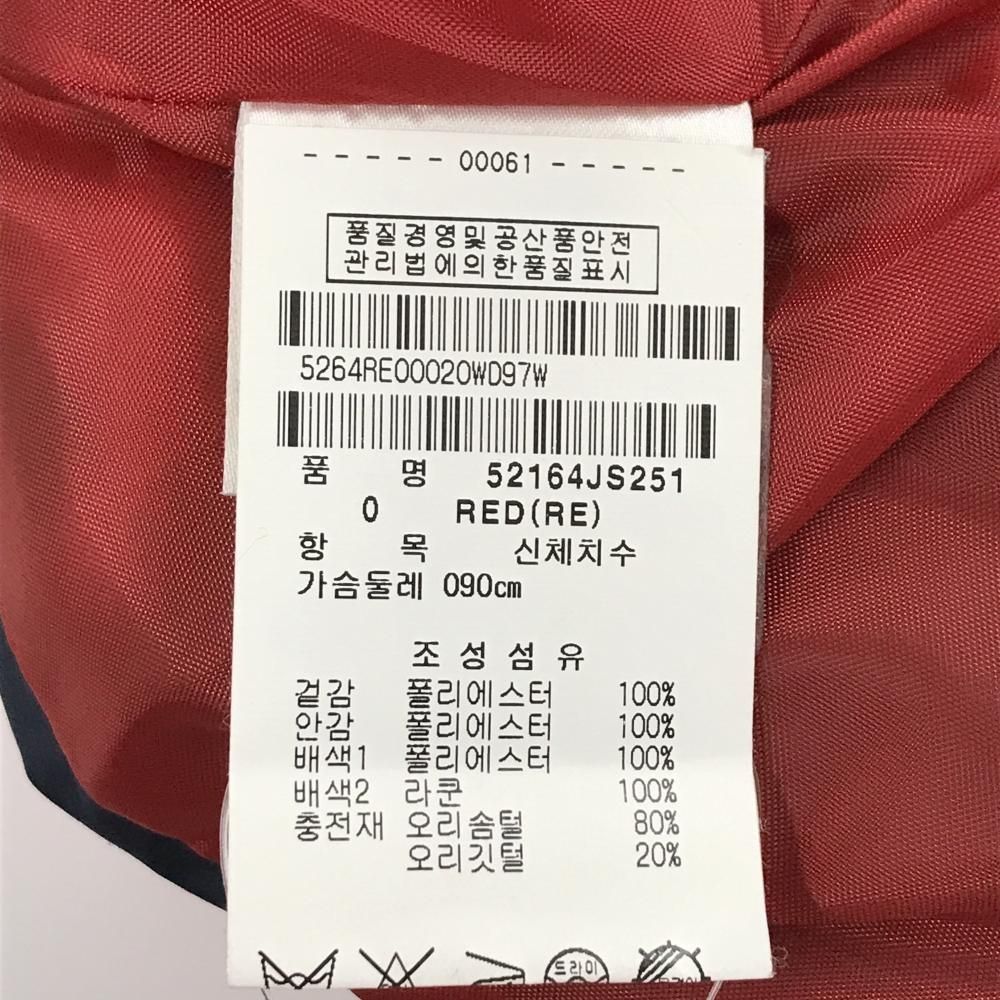 - - - - - 00061 - - - - -
품질경영및공산품안전
관리법에의한품질표시
5264RE00020WD97W
품 명 52164JS251
0 RED(RE)
항 목 신체치수
가슴둘레 090cm
조 성 섬 유
겉감 폴리에스터 100%
안감 폴리에스터 100%
배색1 폴리에스터 100%
배색2 라쿤 100%
충전재 오리솜털 80%
오리깃털 20%
드라이